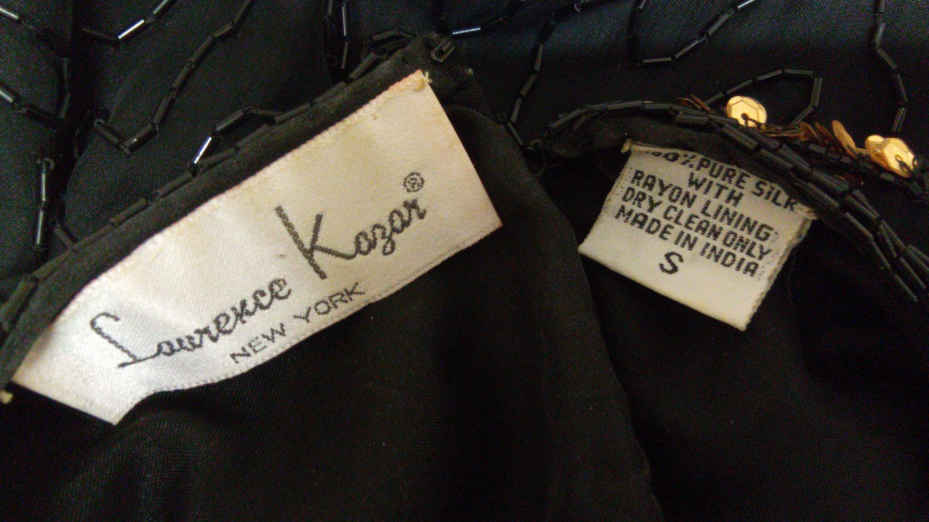 Lawrence Kazar®
NEW YORK
% PURE SILK
WITH
RAYON LINING
DRY CLEAN ONLY
MADE IN INDIA
S